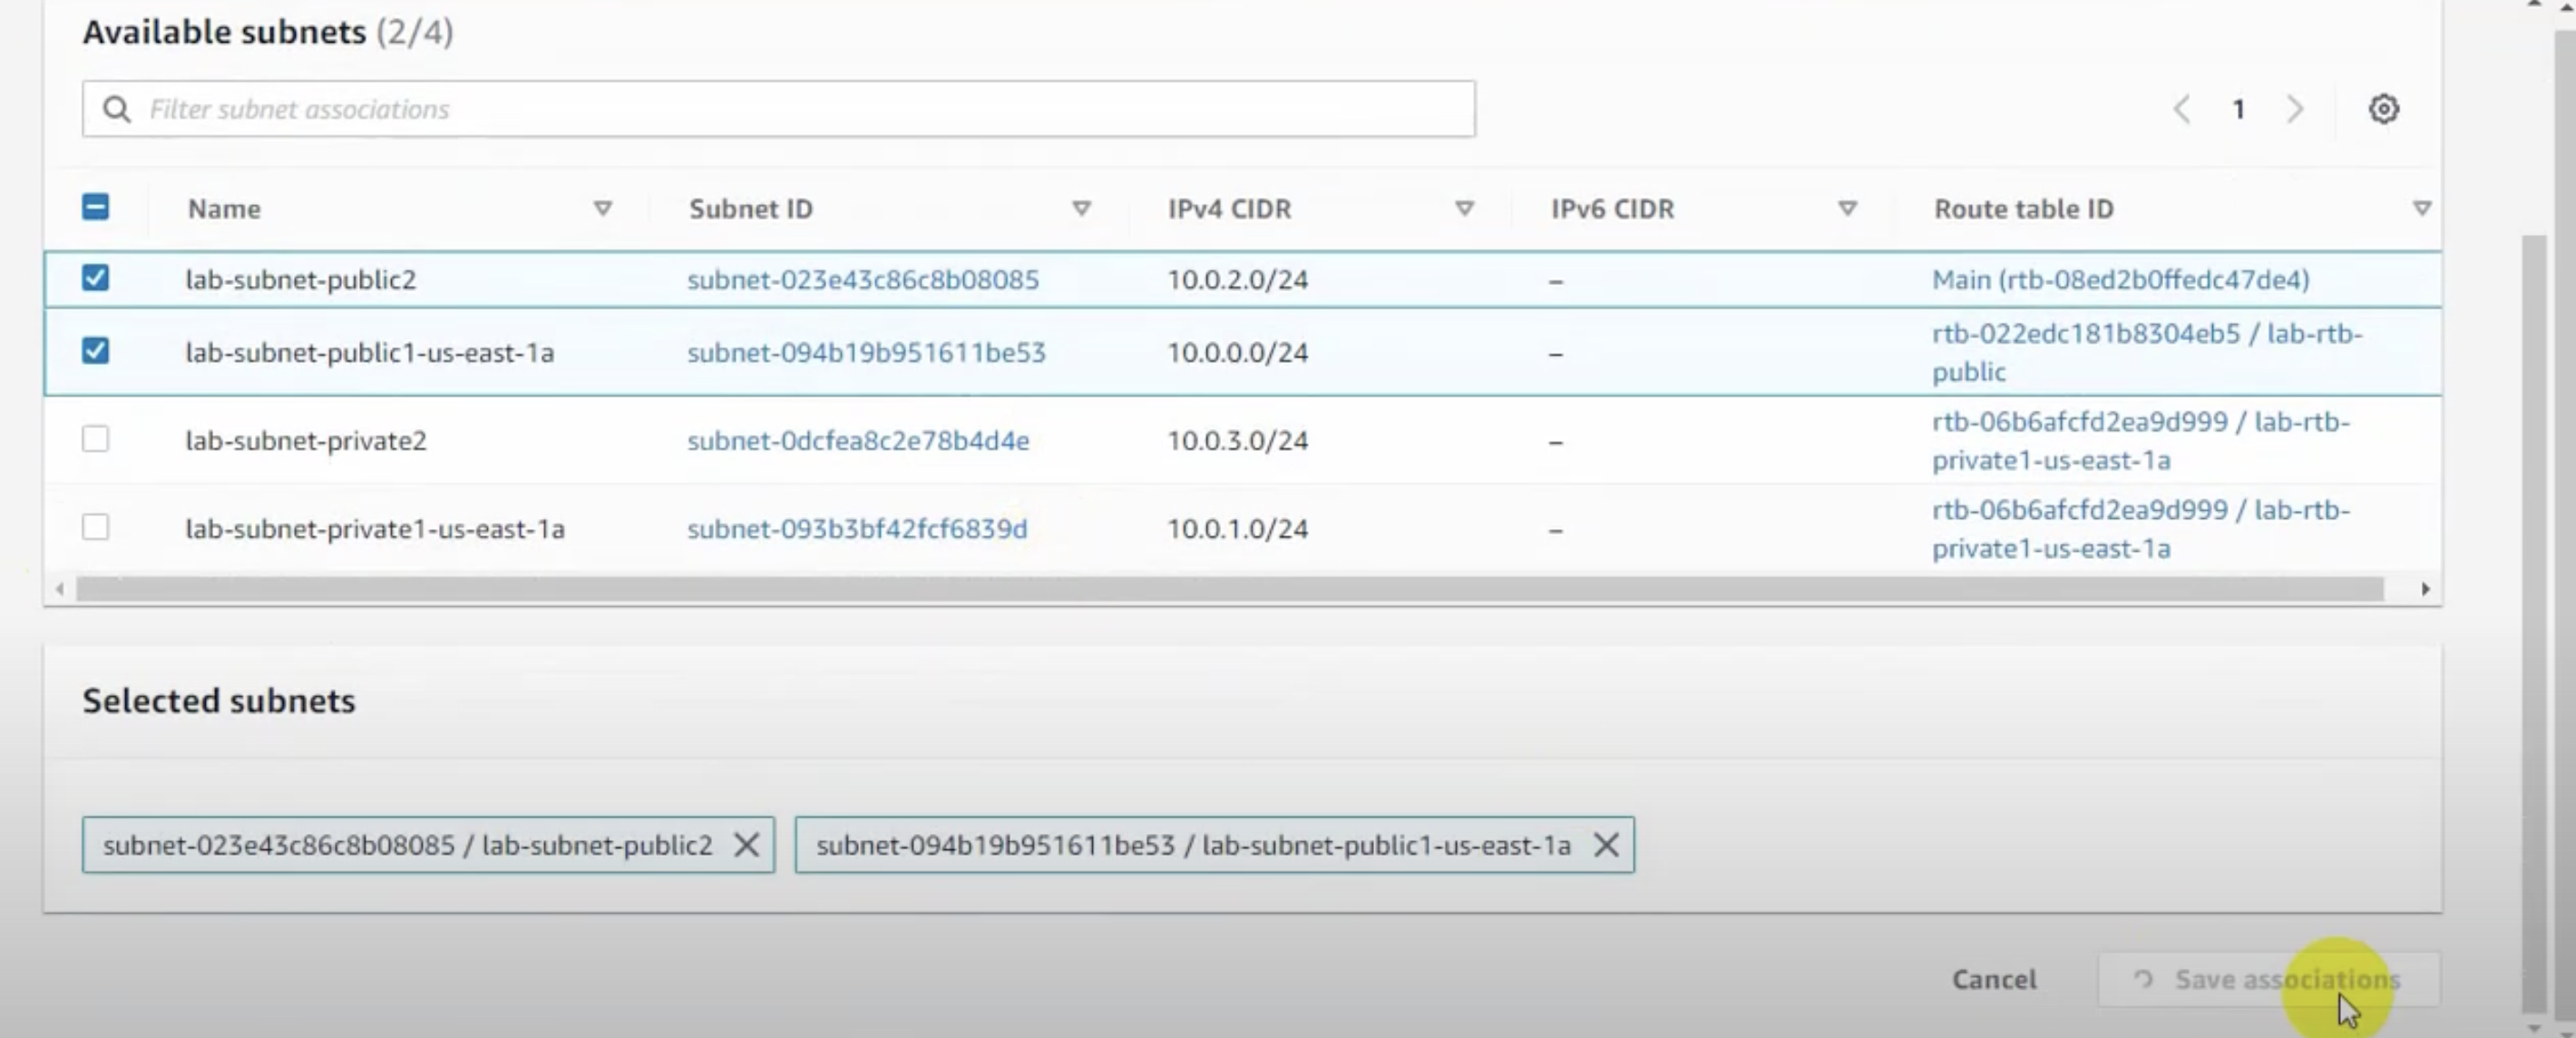 Available subnets (2/4)
Filter subnet associations
1
Name Subnet ID IPv4 CIDR IPv6 CIDR Route table ID
lab-subnet-public2 subnet-023e43c86c8b08085 10.0.2.0/24 – Main (rtb-08ed2b0ffedc47de4)
lab-subnet-public1-us-east-1a subnet-094b19b951611be53 10.0.0.0/24 – rtb-022edc181b8304eb5 / lab-rtb-
public
lab-subnet-private2 subnet-0dcfea8c2e78b4d4e 10.0.3.0/24 – rtb-06b6afcfd2ea9d999 / lab-rtb-
private1-us-east-1a
lab-subnet-private1-us-east-1a subnet-093b3bf42fcf6839d 10.0.1.0/24 – rtb-06b6afcfd2ea9d999 / lab-rtb-
private1-us-east-1a
Selected subnets
subnet-023e43c86c8b08085 / lab-subnet-public2 subnet-094b19b951611be53 / lab-subnet-public1-us-east-1a
Cancel Save associations